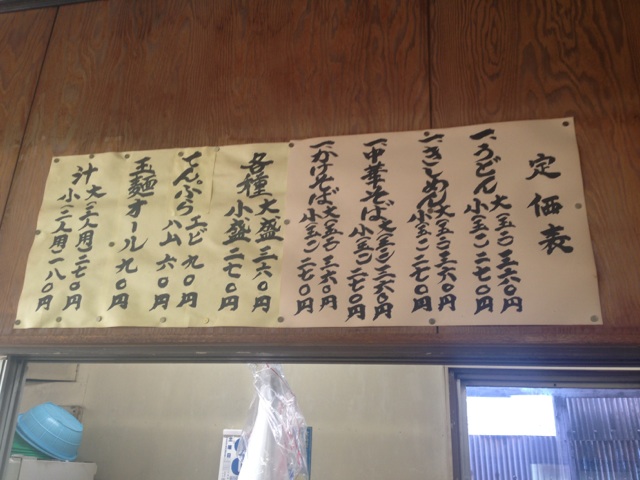 定価表
一、うどん 大(玉二)三六〇円
小(玉一)二七〇円
一、きしめん 大(玉二)三六〇円
小(玉一)二七〇円
一、中華そば 大(玉二)三六〇円
小(玉一)二七〇円
一、かけそば 大(玉二)三六〇円
小(玉一)二七〇円
各種 大盛 三六〇円
小盛 二七〇円
てんぷら エビ 九〇円
ハム 六〇円
玉麺オール 九〇円
汁 大(三人用)二七〇円
小(二人用)一八〇円